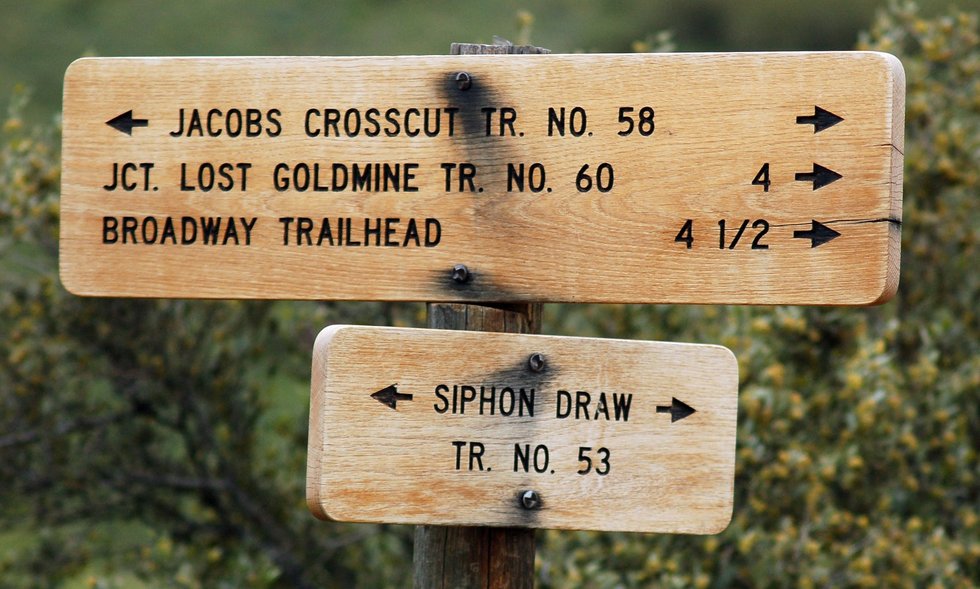 ← JACOBS CROSSCUT TR. NO. 58 →
JCT. LOST GOLDMINE TR. NO. 60 4 →
BROADWAY TRAILHEAD 4 1/2 →
← SIPHON DRAW →
TR. NO. 53